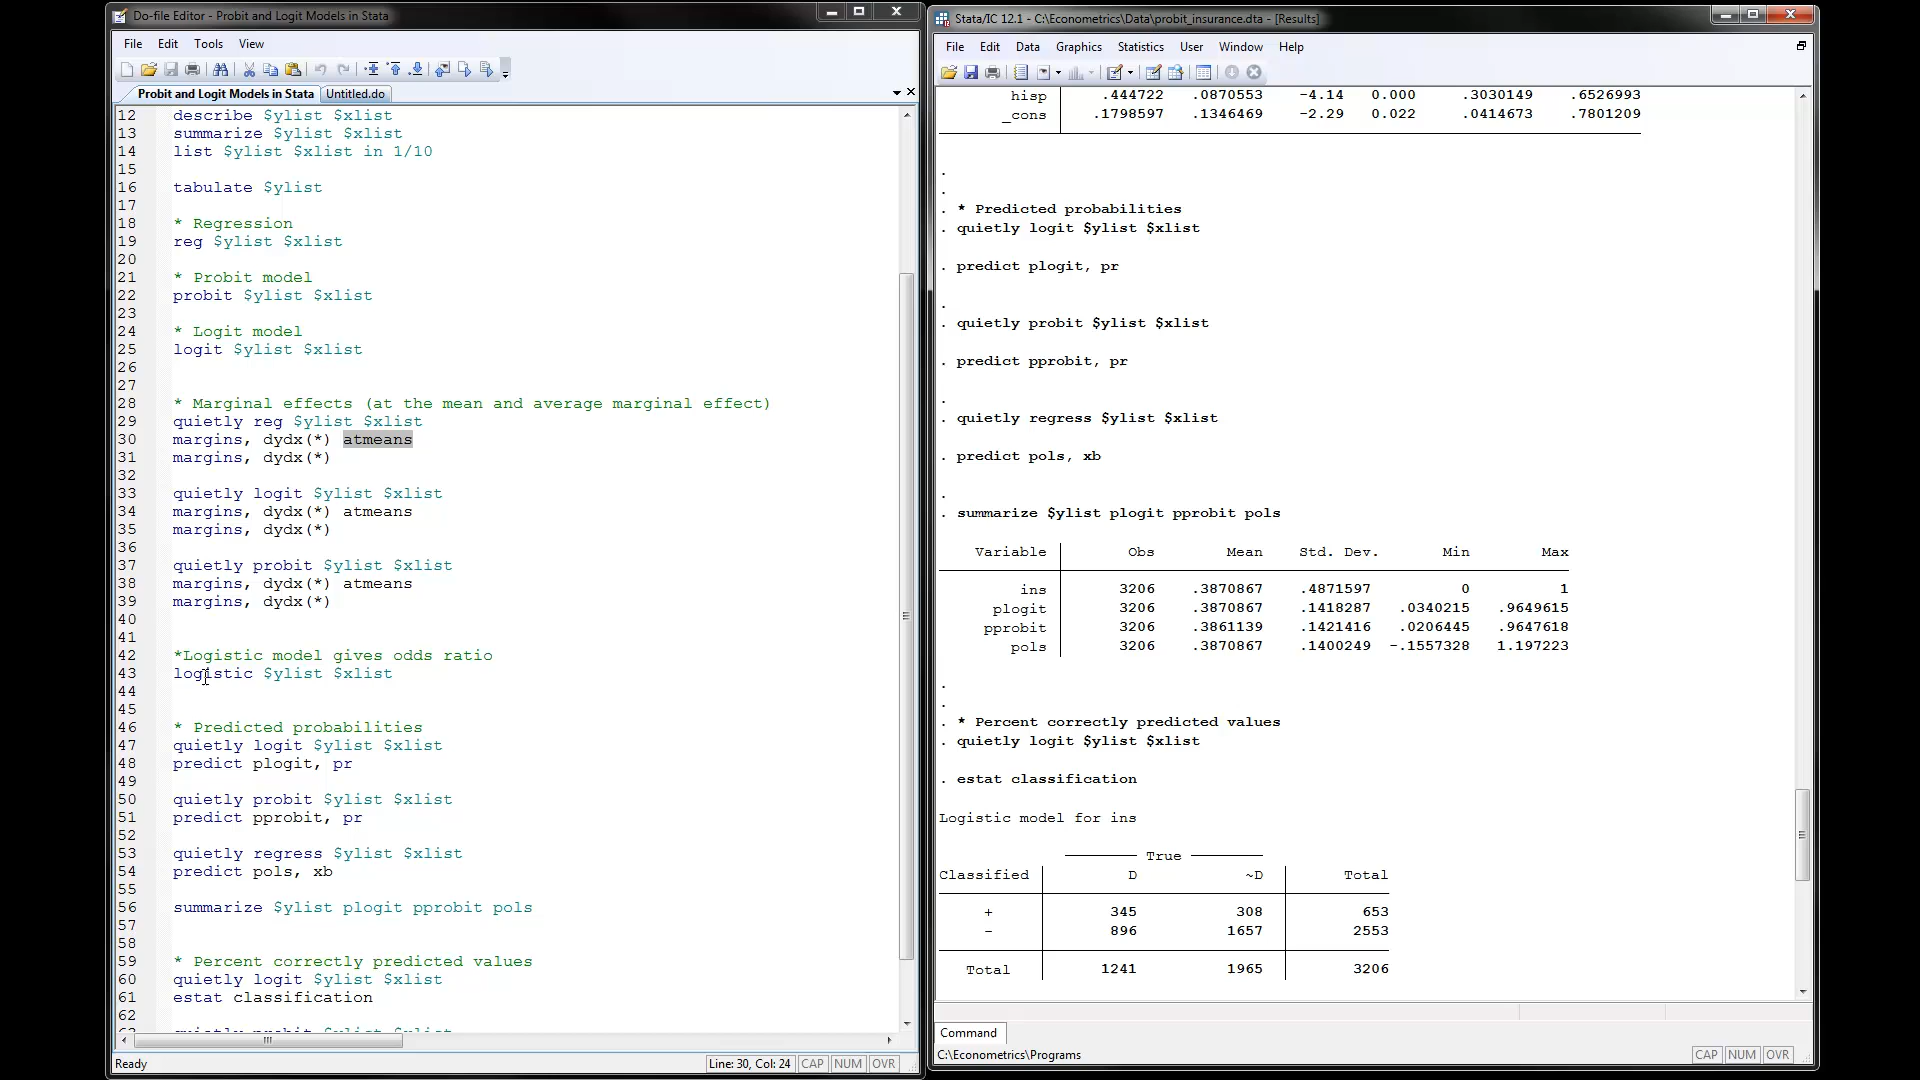 Do-file Editor - Probit and Logit Models in Stata
File Edit Tools View
Probit and Logit Models in Stata Untitled.do
12 describe $ylist $xlist
13 summarize $ylist $xlist
14 list $ylist $xlist in 1/10
15
16 tabulate $ylist
17
18 * Regression
19 reg $ylist $xlist
20
21 * Probit model
22 probit $ylist $xlist
23
24 * Logit model
25 logit $ylist $xlist
26
27
28 * Marginal effects (at the mean and average marginal effect)
29 quietly reg $ylist $xlist
30 margins, dydx(*) atmeans
31 margins, dydx(*)
32
33 quietly logit $ylist $xlist
34 margins, dydx(*) atmeans
35 margins, dydx(*)
36
37 quietly probit $ylist $xlist
38 margins, dydx(*) atmeans
39 margins, dydx(*)
40
41
42 *Logistic model gives odds ratio
43 logistic $ylist $xlist
44
45
46 * Predicted probabilities
47 quietly logit $ylist $xlist
48 predict plogit, pr
49
50 quietly probit $ylist $xlist
51 predict pprobit, pr
52
53 quietly regress $ylist $xlist
54 predict pols, xb
55
56 summarize $ylist plogit pprobit pols
57
58
59 * Percent correctly predicted values
60 quietly logit $ylist $xlist
61 estat classification
62
Ready Line: 30, Col: 24 CAP NUM OVR
Stata/IC 12.1 - C:\Econometrics\Data\probit_insurance.dta - [Results]
File Edit Data Graphics Statistics User Window Help
hisp .444722 .0870553 -4.14 0.000 .3030149 .6526993
_cons .1798597 .1346469 -2.29 0.022 .0414673 .7801209
.
.
. * Predicted probabilities
. quietly logit $ylist $xlist
. predict plogit, pr
.
. quietly probit $ylist $xlist
. predict pprobit, pr
.
. quietly regress $ylist $xlist
. predict pols, xb
.
. summarize $ylist plogit pprobit pols
Variable Obs Mean Std. Dev. Min Max
ins 3206 .3870867 .4871597 0 1
plogit 3206 .3870867 .1418287 .0340215 .9649615
pprobit 3206 .3861139 .1421416 .0206445 .9647618
pols 3206 .3870867 .1400249 -.1557328 1.197223
.
.
. * Percent correctly predicted values
. quietly logit $ylist $xlist
. estat classification
Logistic model for ins
True
Classified D ~D Total
+ 345 308 653
- 896 1657 2553
Total 1241 1965 3206
Command
C:\Econometrics\Programs CAP NUM OVR